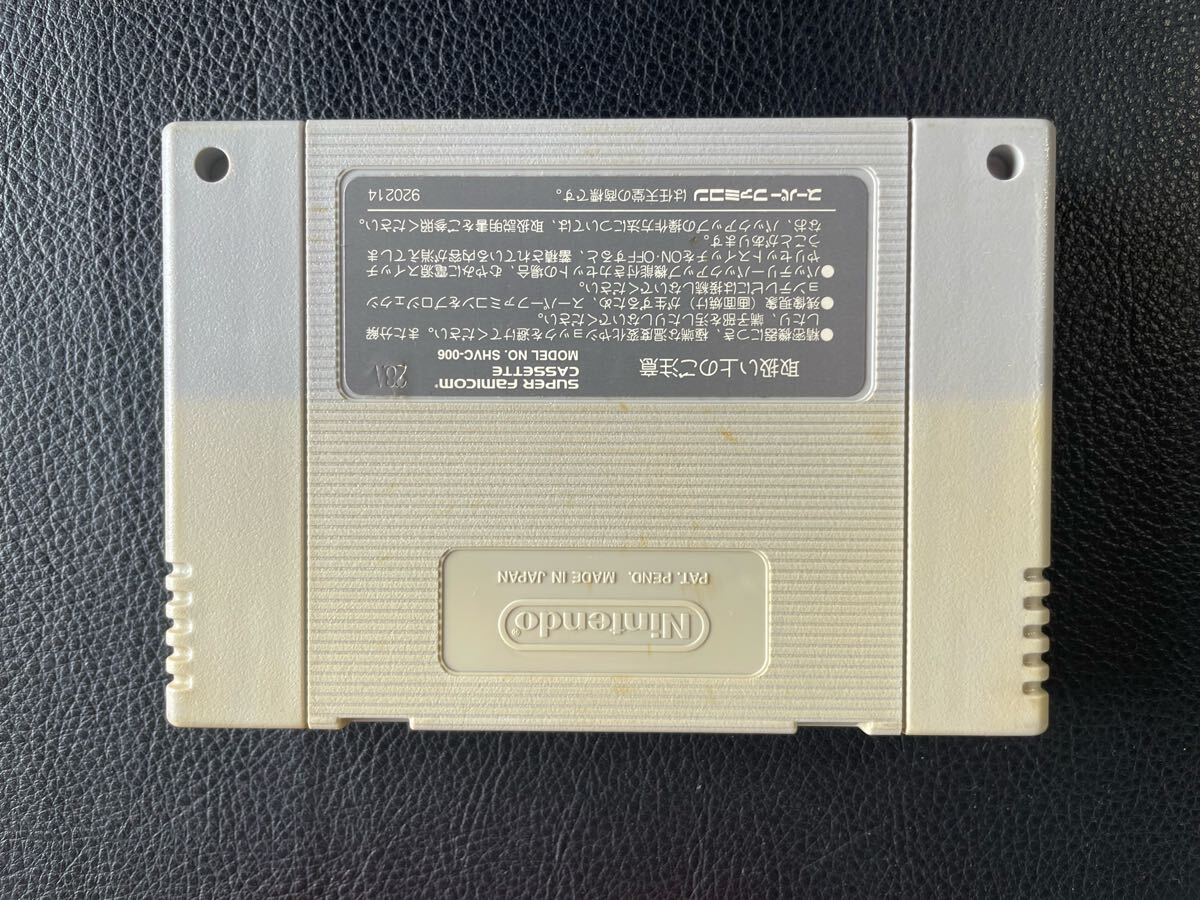 Nintendo®
PAT. PEND. MADE IN JAPAN
取扱い上のご注意
SUPER FAMICOM™
CASSETTE
MODEL NO. SHVC-006
●精密機器につき、極端な温度変化やショックを避けてください。また分解
したり、端子部を汚したりしないでください。
●残像現象（画面焼け）が生ずるため、スーパーファミコンをプロジェクシ
ョンテレビには接続しないでください。
●バッテリーバックアップ機能付きカセットの場合、むやみに電源スイッチ
やリセットスイッチをON・OFFすると、蓄積されている内容が消えてしま
うことがあります。
なお、バックアップの操作方法については、取扱説明書をご参照ください。
スーパーファミコン は任天堂の商標です。
920214